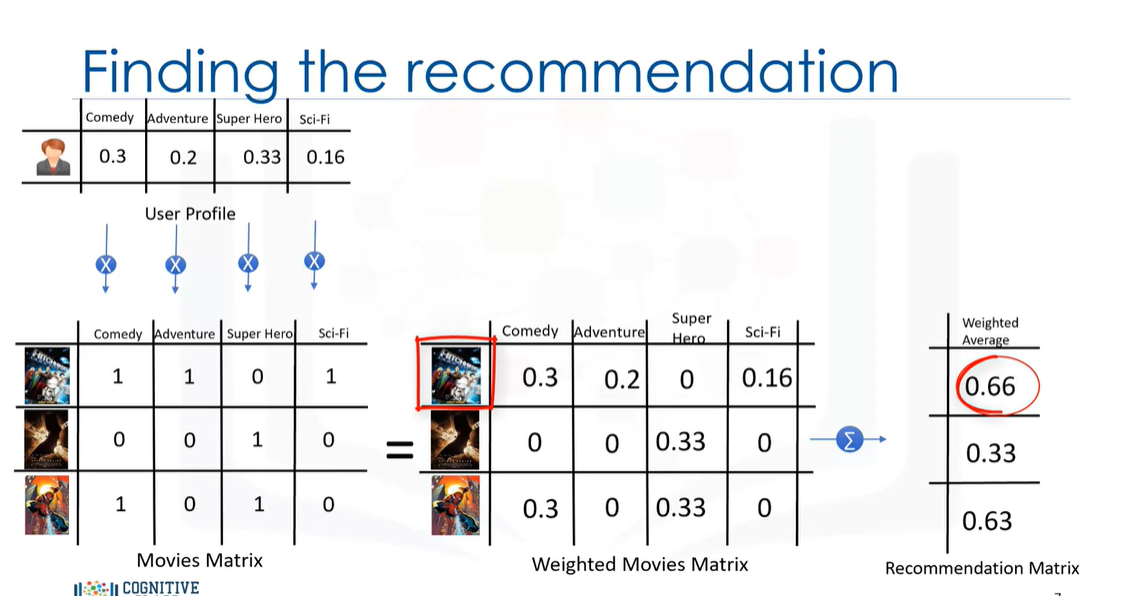 Finding the recommendation
Comedy Adventure Super Hero Sci-Fi
0.3 0.2 0.33 0.16
User Profile
X X X X
Comedy Adventure Super Hero Sci-Fi
1 1 0 1
0 0 1 0
1 0 1 0
Movies Matrix
=
Comedy Adventure Super Hero Sci-Fi
0.3 0.2 0 0.16
0 0 0.33 0
0.3 0 0.33 0
Weighted Movies Matrix
Σ
Weighted
Average
0.66
0.33
0.63
Recommendation Matrix
COGNITIVE